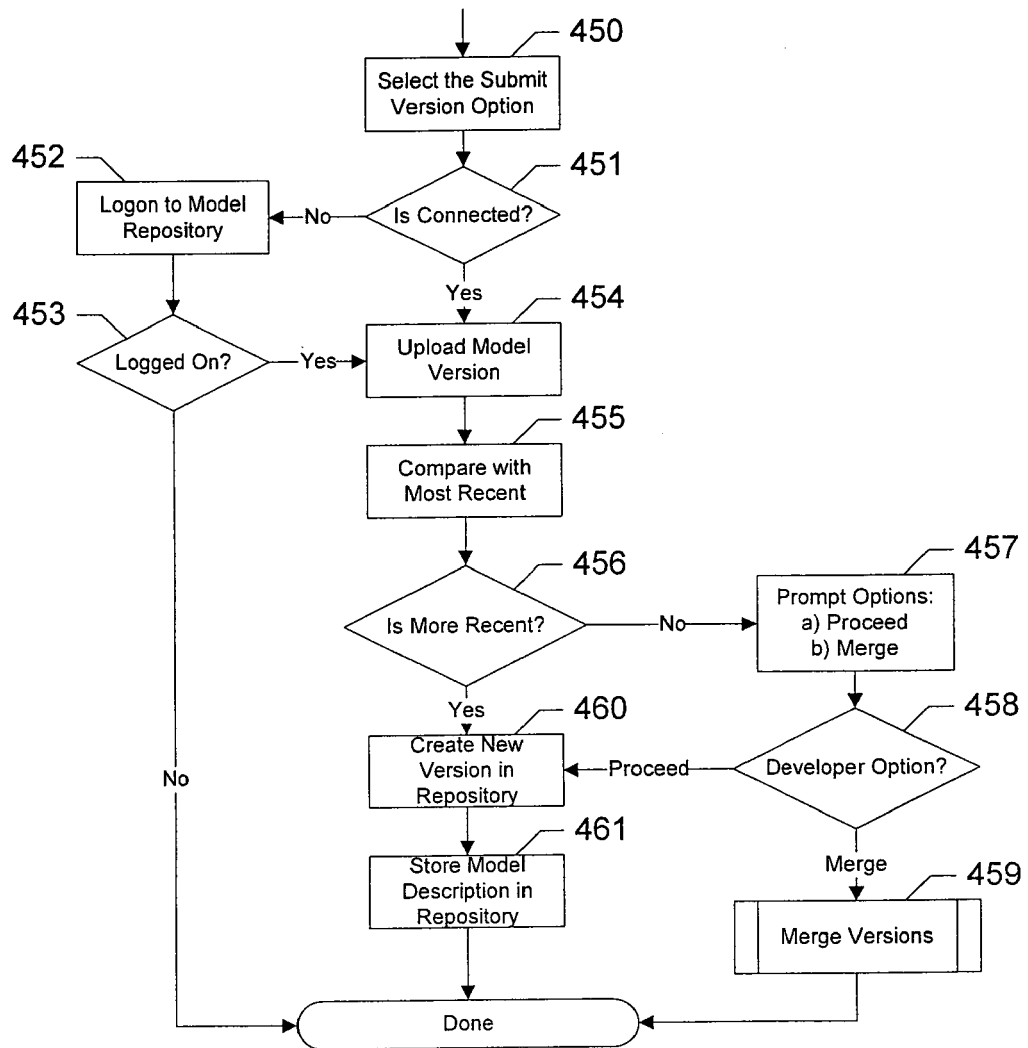 450
Select the Submit
Version Option
451
Is Connected?
452
Logon to Model
Repository
No
Yes
453
Logged On?
Yes
454
Upload Model
Version
455
Compare with
Most Recent
456
Is More Recent?
No
457
Prompt Options:
a) Proceed
b) Merge
Yes
458
Developer Option?
Proceed
460
Create New
Version in
Repository
No
461
Store Model
Description in
Repository
Merge
459
Merge Versions
Done